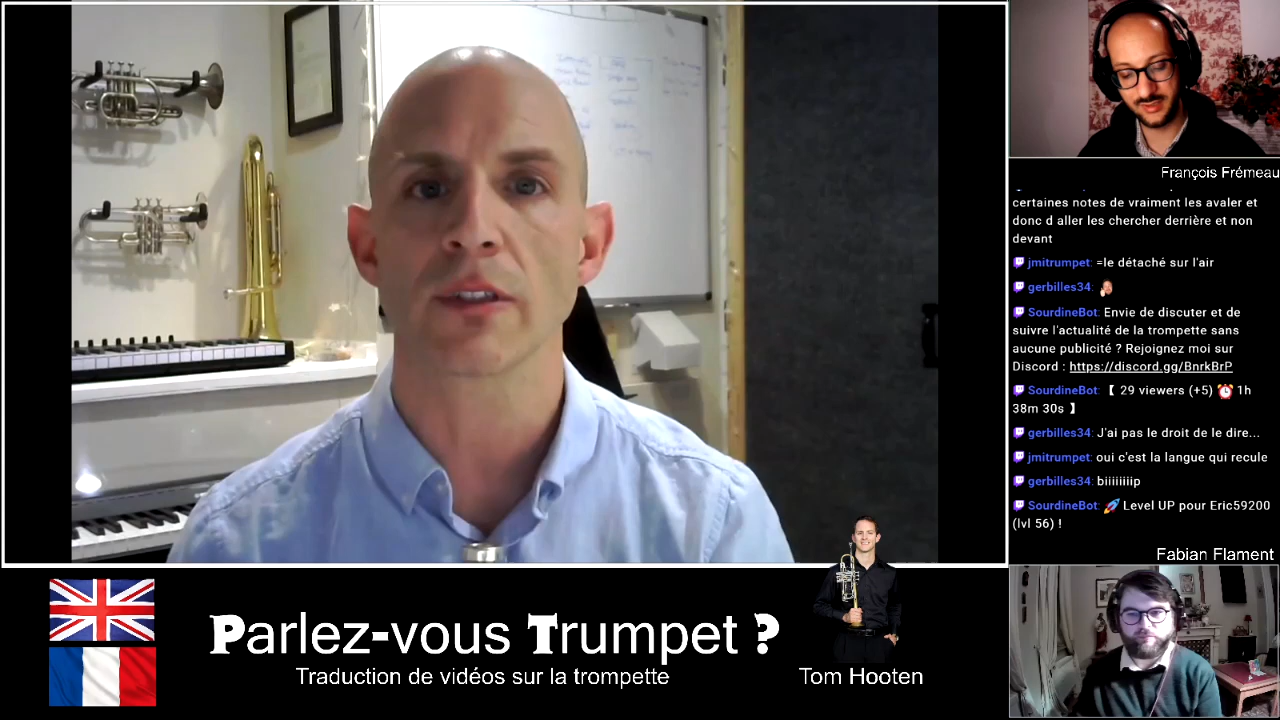 François Frémeau
certaines notes de vraiment les avaler et
donc d aller les chercher derrière et non
devant
jmitrumpet: =le détaché sur l'air
gerbilles34:
SourdineBot: Envie de discuter et de
suivre l'actualité de la trompette sans
aucune publicité ? Rejoignez moi sur
Discord : https://discord.gg/BnrkBrP
SourdineBot: 【 29 viewers (+5) ⏰ 1h
38m 30s 】
gerbilles34: J'ai pas le droit de le dire...
jmitrumpet: oui c'est la langue qui recule
gerbilles34: biiiiiiiip
SourdineBot: 🚀 Level UP pour Eric59200
(lvl 56) !
Fabian Flament
Parlez-vous Trumpet ?
Traduction de vidéos sur la trompette
Tom Hooten